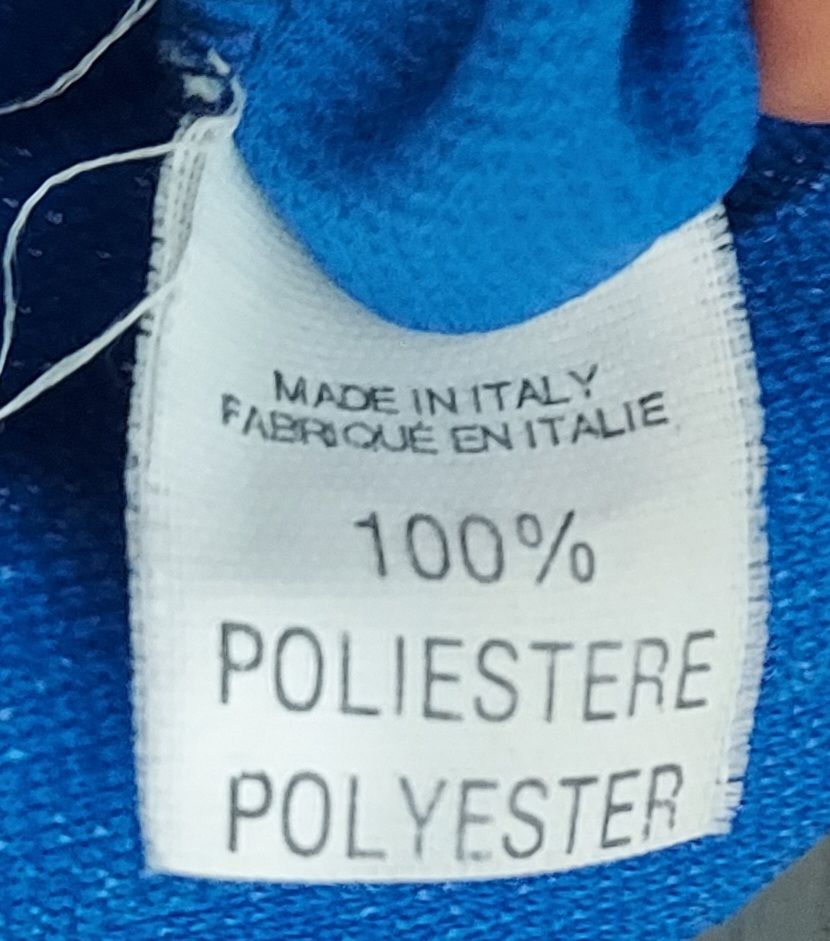 MADE IN ITALY
FABRIQUÉ EN ITALIE
100%
POLIESTERE
POLYESTER